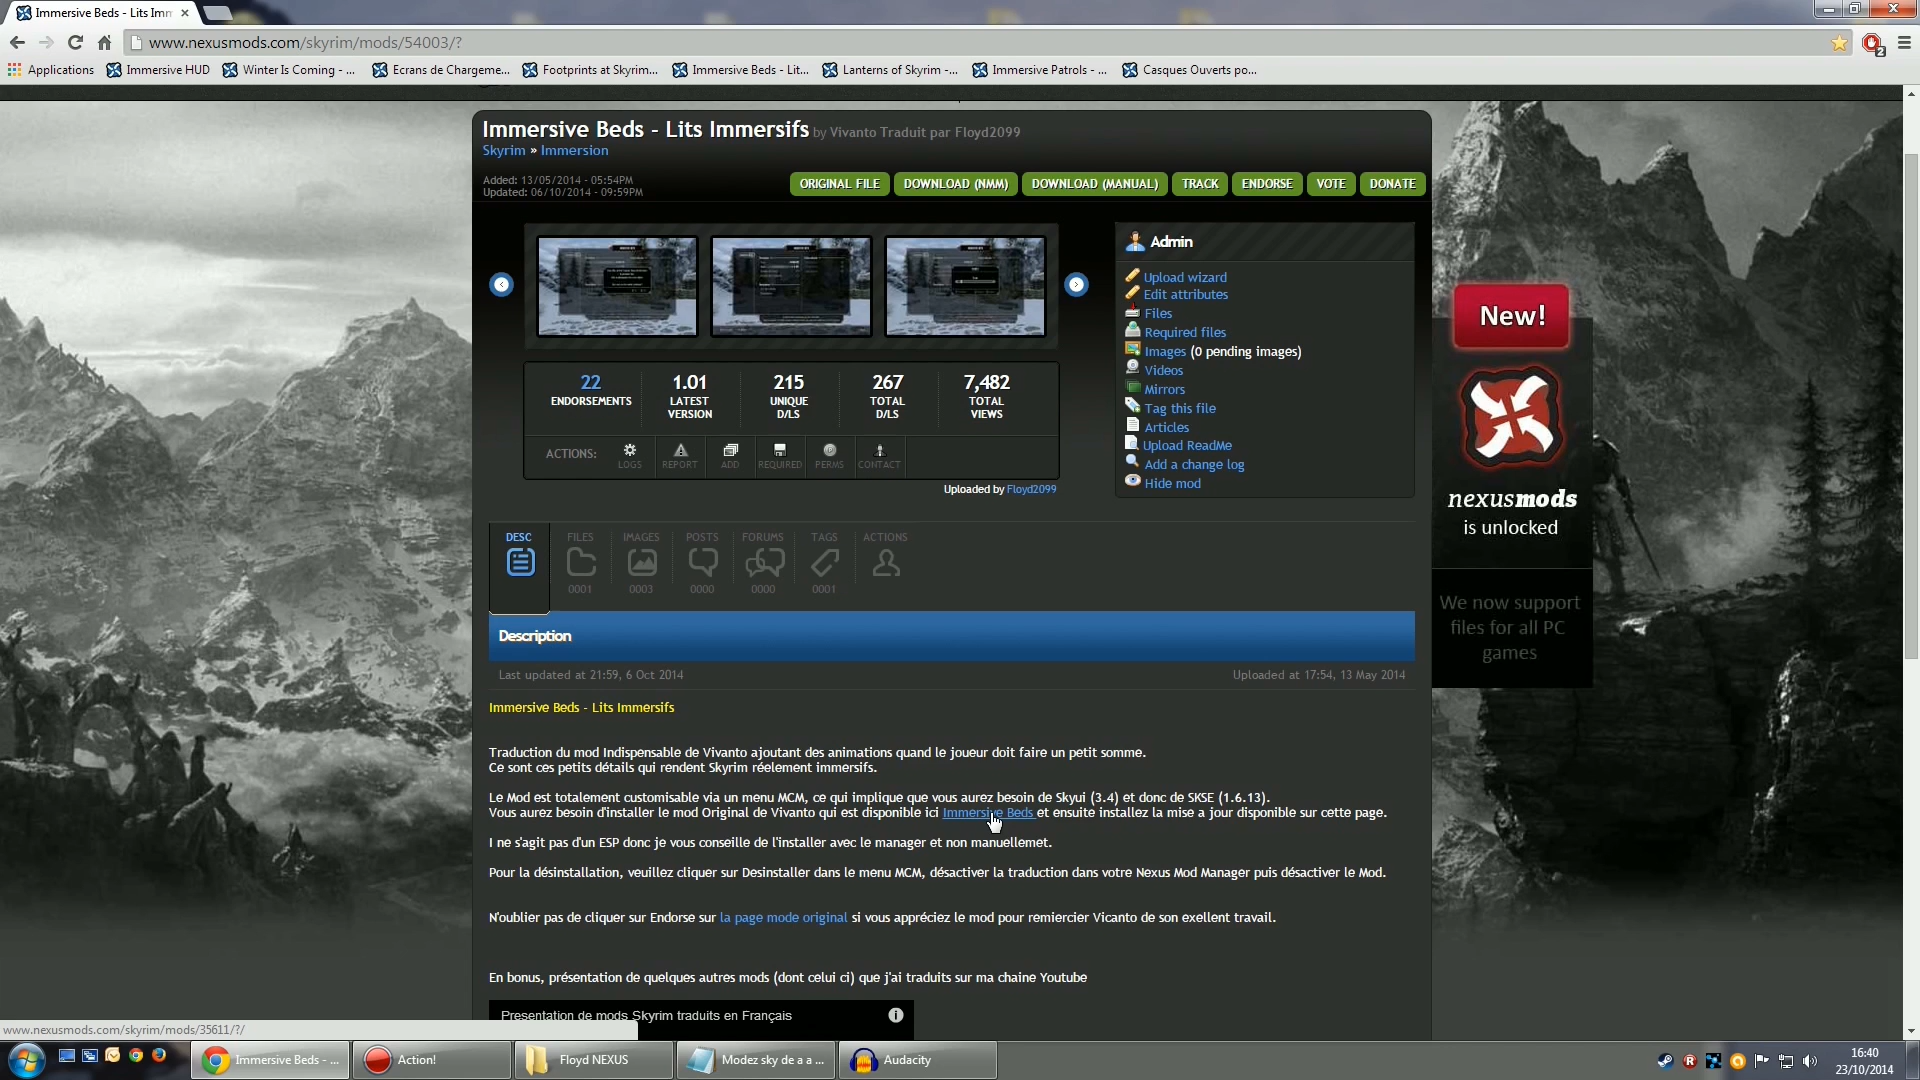 Immersive Beds - Lits Imm
www.nexusmods.com/skyrim/mods/54003/?
2
Applications
Immersive HUD
Winter Is Coming - ...
Ecrans de Chargeme...
Footprints at Skyrim...
Immersive Beds - Lit...
Lanterns of Skyrim -...
Immersive Patrols - ...
Casques Ouverts po...
Immersive Beds - Lits Immersifs by Vivanto Traduit par Floyd2099
Skyrim » Immersion
Added: 13/05/2014 - 05:54PM
Updated: 06/10/2014 - 09:59PM
ORIGINAL FILE
DOWNLOAD (NMM)
DOWNLOAD (MANUAL)
TRACK
ENDORSE
VOTE
DONATE
22
ENDORSEMENTS
1.01
LATEST
VERSION
215
UNIQUE
D/LS
267
TOTAL
D/LS
7,482
TOTAL
VIEWS
ACTIONS:
LOGS
REPORT
ADD
REQUIRED
PERMS
CONTACT
Uploaded by Floyd2099
Admin
Upload wizard
Edit attributes
Files
Required files
Images (0 pending images)
Videos
Mirrors
Tag this file
Articles
Upload ReadMe
Add a change log
Hide mod
New!
nexusmods
is unlocked
We now support
files for all PC
games
DESC
FILES
0001
IMAGES
0003
POSTS
0000
FORUMS
0000
TAGS
0001
ACTIONS
Description
Last updated at 21:59, 6 Oct 2014
Uploaded at 17:54, 13 May 2014
Immersive Beds - Lits Immersifs
Traduction du mod Indispensable de Vivanto ajoutant des animations quand le joueur doit faire un petit somme.
Ce sont ces petits détails qui rendent Skyrim réelement immersifs.
Le Mod est totalement customisable via un menu MCM, ce qui implique que vous aurez besoin de Skyui (3.4) et donc de SKSE (1.6.13).
Vous aurez besoin d'installer le mod Original de Vivanto qui est disponible ici Immersive Beds et ensuite installez la mise a jour disponible sur cette page.
I ne s'agit pas d'un ESP donc je vous conseille de l'installer avec le manager et non manuellemet.
Pour la désinstallation, veuillez cliquer sur Desinstaller dans le menu MCM, désactiver la traduction dans votre Nexus Mod Manager puis désactiver le Mod.
N'oublier pas de cliquer sur Endorse sur la page mode original si vous appréciez le mod pour remiercier Vicanto de son exellent travail.
En bonus, présentation de quelques autres mods (dont celui ci) que j'ai traduits sur ma chaine Youtube
Presentation de mods Skyrim traduits en Français
www.nexusmods.com/skyrim/mods/35611/?/
Immersive Beds - ...
Action!
Floyd NEXUS
Modez sky de a a ...
Audacity
16:40
23/10/2014